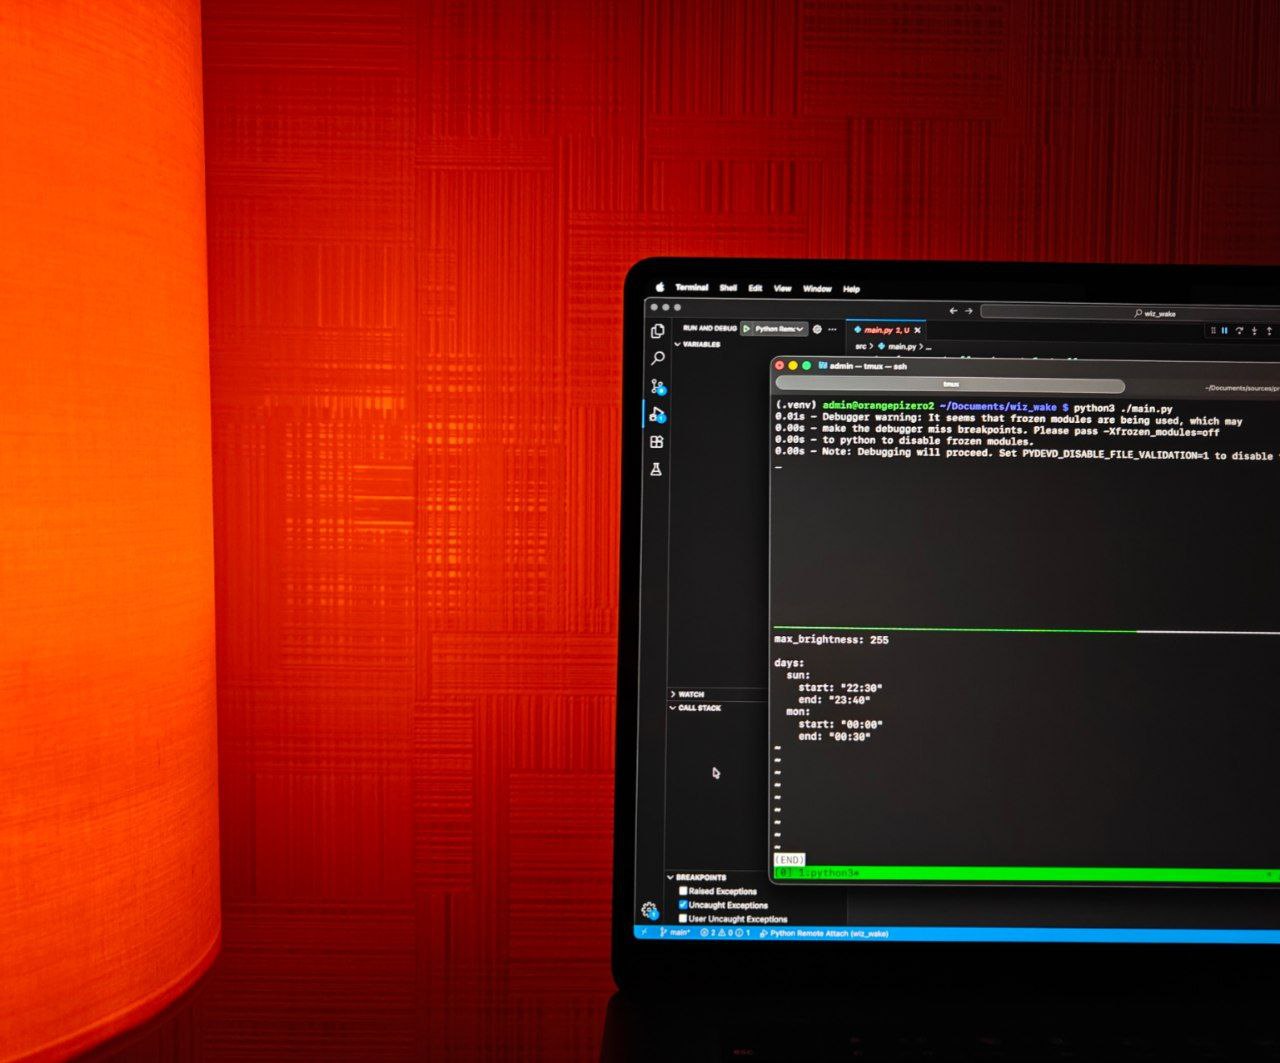 Terminal Shell Edit View Window Help
wiz_wake
RUN AND DEBUG Python Remc
main.py 2, U
VARIABLES
src > main.py > ...
admin — tmux — ssh
tmux
~/Documents/sources/
(.venv) admin@orangepizero2 ~/Documents/wiz_wake $ python3 ./main.py
0.01s - Debugger warning: It seems that frozen modules are being used, which may
0.00s - make the debugger miss breakpoints. Please pass -Xfrozen_modules=off
0.00s - to python to disable frozen modules.
0.00s - Note: Debugging will proceed. Set PYDEVD_DISABLE_FILE_VALIDATION=1 to disable
max_brightness: 255
days:
sun:
start: "22:30"
end: "23:40"
mon:
start: "00:00"
end: "00:30"
~
~
~
~
~
~
~
~
~
(END)
[0] 1:python3*
WATCH
CALL STACK
BREAKPOINTS
Raised Exceptions
Uncaught Exceptions
User Uncaught Exceptions
main* 2 0 1 Python Remote Attach (wiz_wake)
esc